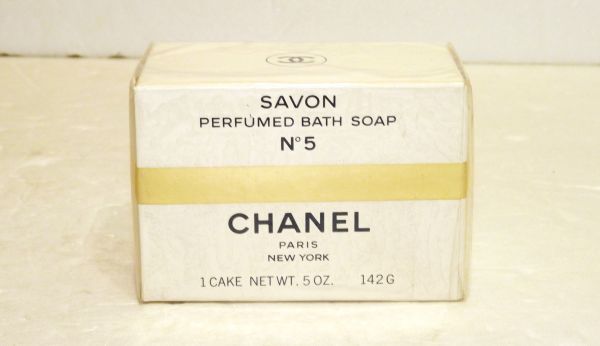 SAVON
PERFUMED BATH SOAP
N°5
CHANEL
PARIS
NEW YORK
1 CAKE NET WT. 5 OZ. 142 G